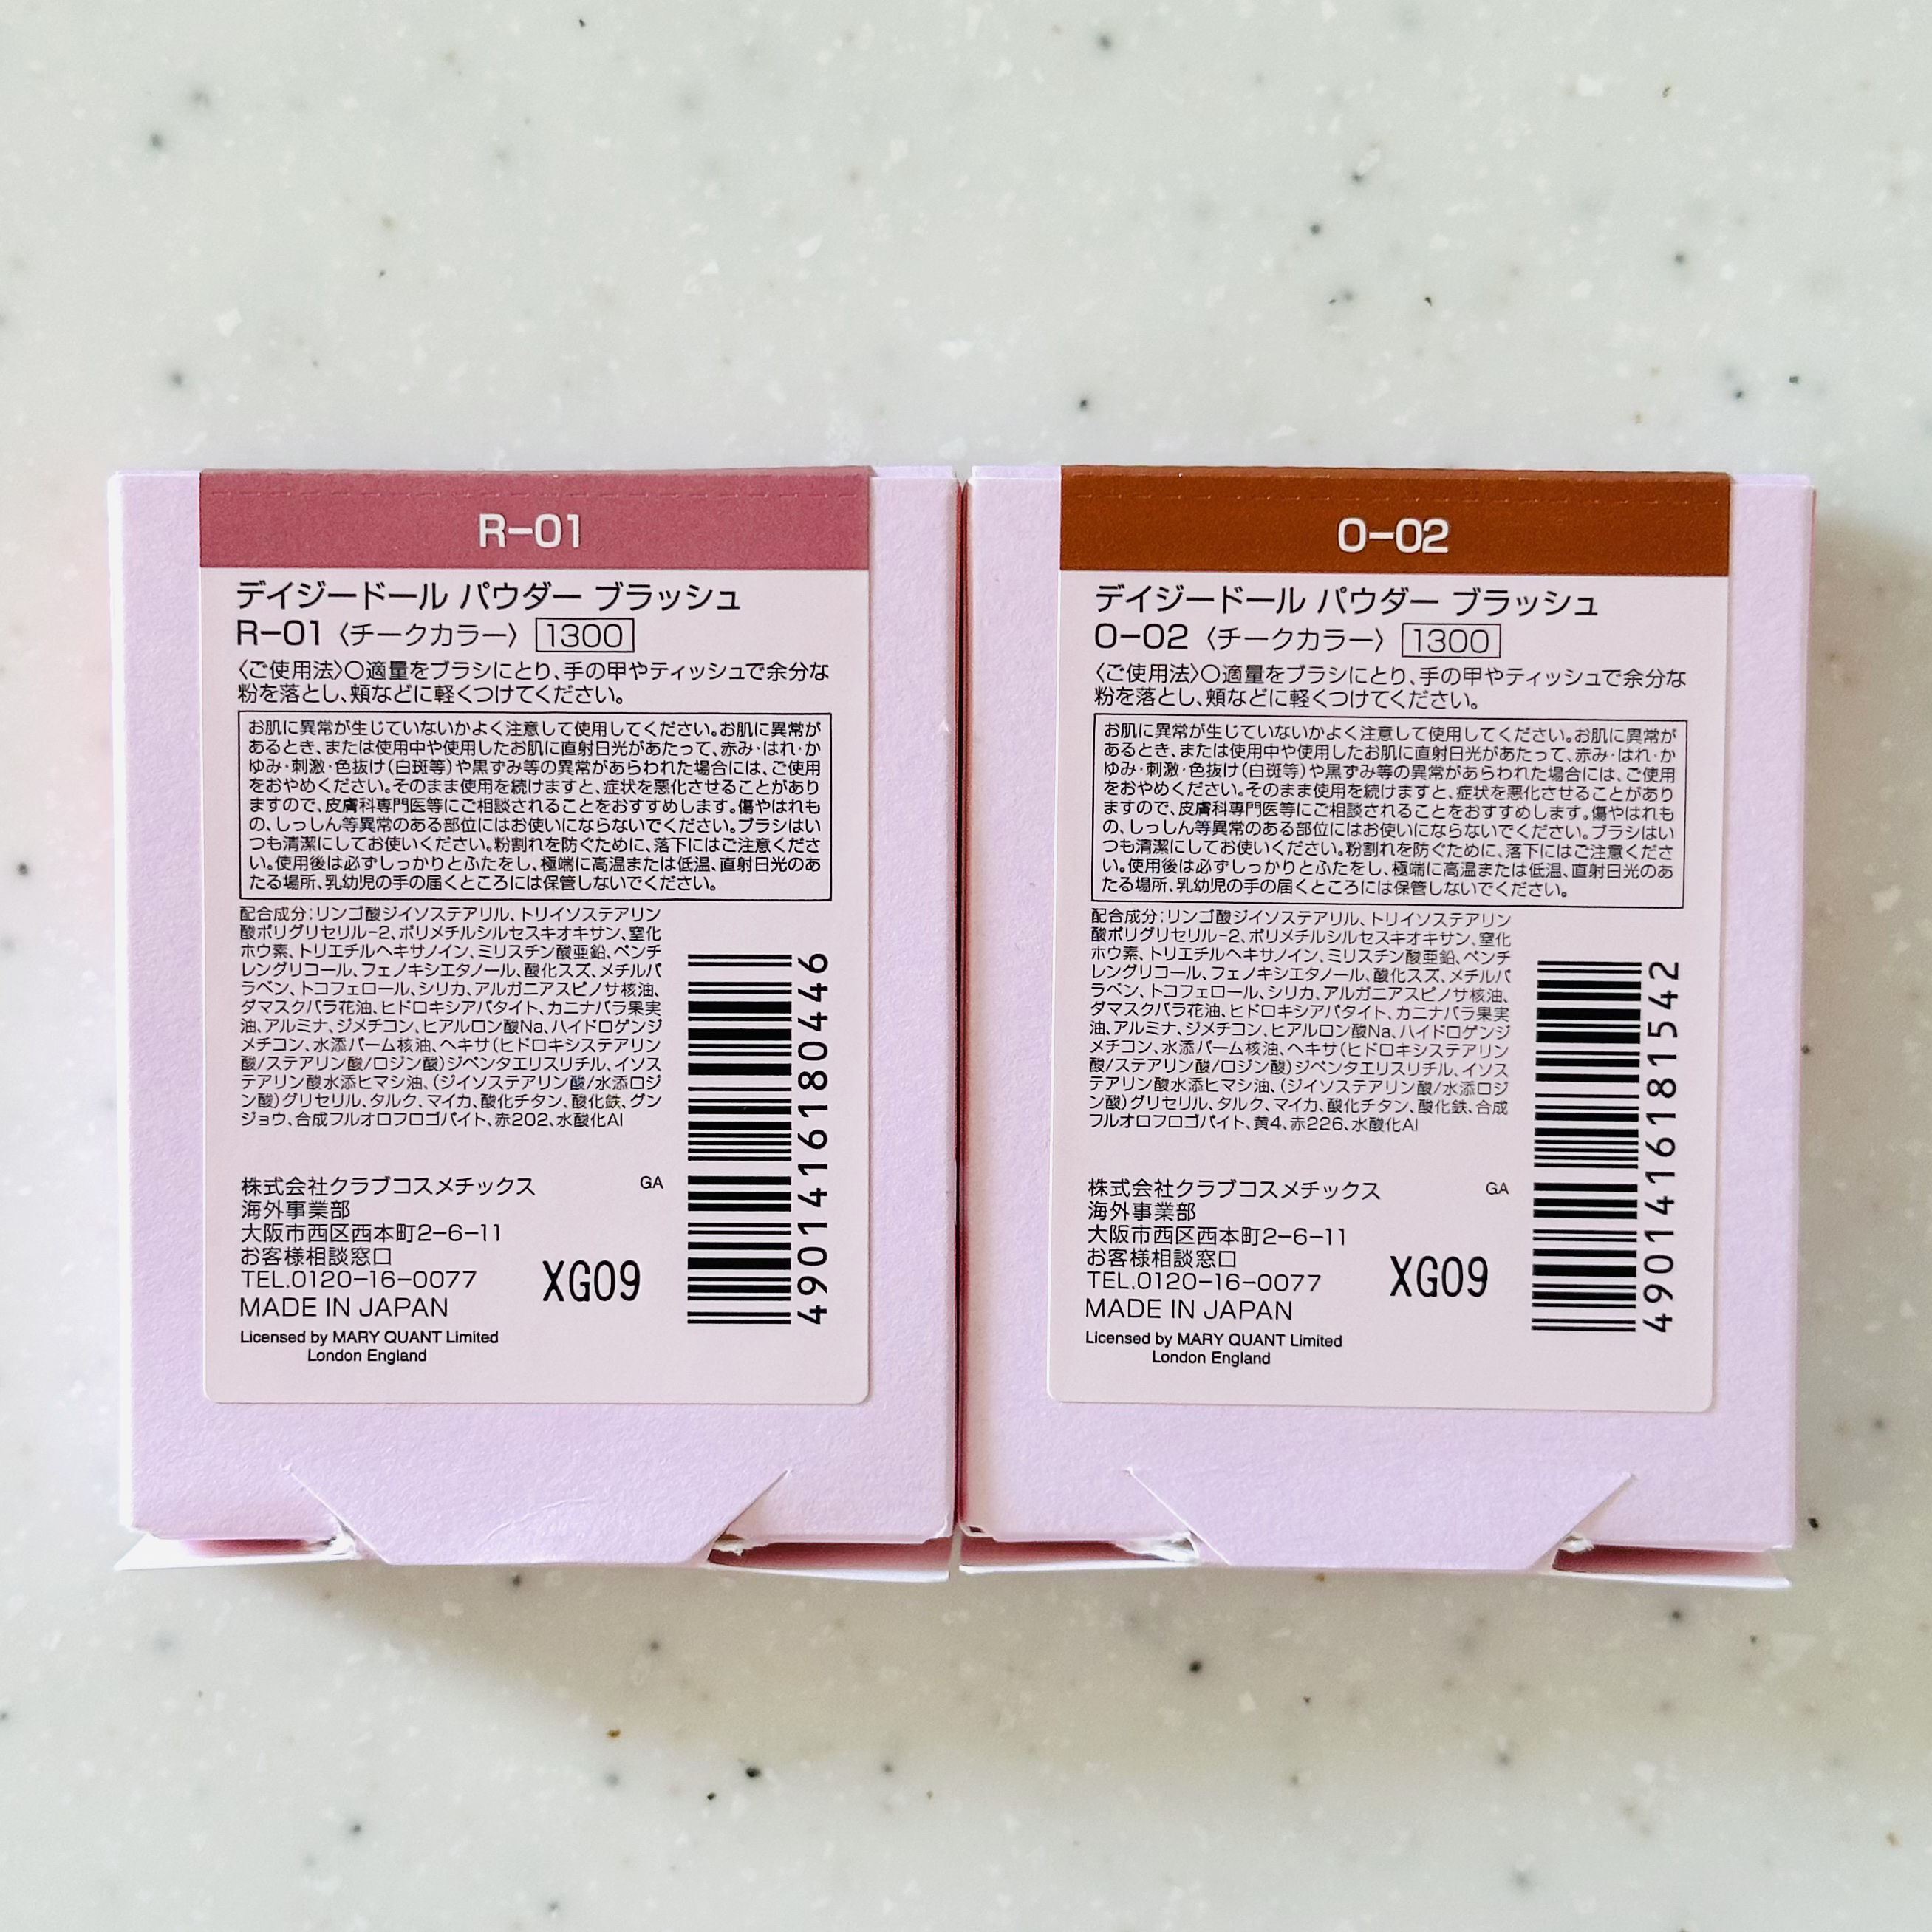 R-01
デイジードール パウダー ブラッシュ
R-01〈チークカラー〉 1300
〈ご使用法〉○適量をブラシにとり、手の甲やティッシュで余分な
粉を落とし、頬などに軽くつけてください。
お肌に異常が生じていないかよく注意して使用してください。お肌に異常が
あるとき、または使用中や使用したお肌に直射日光があたって、赤み・はれ・か
ゆみ・刺激・色抜け(白斑等)や黒ずみ等の異常があらわれた場合には、ご使用
をおやめください。そのまま使用を続けますと、症状を悪化させることがあり
ますので、皮膚科専門医等にご相談されることをおすすめします。傷やはれも
の、しっしん等異常のある部位にはお使いにならないでください。ブラシはい
つも清潔にしてお使いください。粉割れを防ぐために、落下にはご注意くださ
い。使用後は必ずしっかりとふたをし、極端に高温または低温、直射日光のあ
たる場所、乳幼児の手の届くところには保管しないでください。
配合成分:リンゴ酸ジイソステアリル、トリイソステアリン
酸ポリグリセリル-2、ポリメチルシルセスキオキサン、窒化
ホウ素、トリエチルヘキサノイン、ミリスチン酸亜鉛、ペンチ
レングリコール、フェノキシエタノール、酸化スズ、メチルパ
ラベン、トコフェロール、シリカ、アルガニアスピノサ核油、
ダマスクバラ花油、ヒドロキシアパタイト、カニナバラ果実
油、アルミナ、ジメチコン、ヒアルロン酸Na、ハイドロゲンジ
メチコン、水添パーム核油、ヘキサ(ヒドロキシステアリン
酸/ステアリン酸/ロジン酸)ジペンタエリスリチル、イソス
テアリン酸水添ヒマシ油、(ジイソステアリン酸/水添ロジ
ン酸)グリセリル、タルク、マイカ、酸化チタン、酸化鉄、グン
ジョウ、合成フルオロフロゴパイト、赤202、水酸化Al
株式会社クラブコスメチックス GA
海外事業部
大阪市西区西本町2-6-11
お客様相談窓口
TEL.0120-16-0077
MADE IN JAPAN
XG09
Licensed by MARY QUANT Limited
London England
4901416180446
O-02
デイジードール パウダー ブラッシュ
O-02〈チークカラー〉 1300
〈ご使用法〉○適量をブラシにとり、手の甲やティッシュで余分な
粉を落とし、頬などに軽くつけてください。
お肌に異常が生じていないかよく注意して使用してください。お肌に異常が
あるとき、または使用中や使用したお肌に直射日光があたって、赤み・はれ・か
ゆみ・刺激・色抜け(白斑等)や黒ずみ等の異常があらわれた場合には、ご使用
をおやめください。そのまま使用を続けますと、症状を悪化させることがあり
ますので、皮膚科専門医等にご相談されることをおすすめします。傷やはれも
の、しっしん等異常のある部位にはお使いにならないでください。ブラシはい
つも清潔にしてお使いください。粉割れを防ぐために、落下にはご注意くださ
い。使用後は必ずしっかりとふたをし、極端に高温または低温、直射日光のあ
たる場所、乳幼児の手の届くところには保管しないでください。
配合成分:リンゴ酸ジイソステアリル、トリイソステアリン
酸ポリグリセリル-2、ポリメチルシルセスキオキサン、窒化
ホウ素、トリエチルヘキサノイン、ミリスチン酸亜鉛、ペンチ
レングリコール、フェノキシエタノール、酸化スズ、メチルパ
ラベン、トコフェロール、シリカ、アルガニアスピノサ核油、
ダマスクバラ花油、ヒドロキシアパタイト、カニナバラ果実
油、アルミナ、ジメチコン、ヒアルロン酸Na、ハイドロゲンジ
メチコン、水添パーム核油、ヘキサ(ヒドロキシステアリン
酸/ステアリン酸/ロジン酸)ジペンタエリスリチル、イソス
テアリン酸水添ヒマシ油、(ジイソステアリン酸/水添ロジ
ン酸)グリセリル、タルク、マイカ、酸化チタン、酸化鉄、合成
フルオロフロゴパイト、黄4、赤226、水酸化Al
株式会社クラブコスメチックス GA
海外事業部
大阪市西区西本町2-6-11
お客様相談窓口
TEL.0120-16-0077
MADE IN JAPAN
XG09
Licensed by MARY QUANT Limited
London England
4901416181542